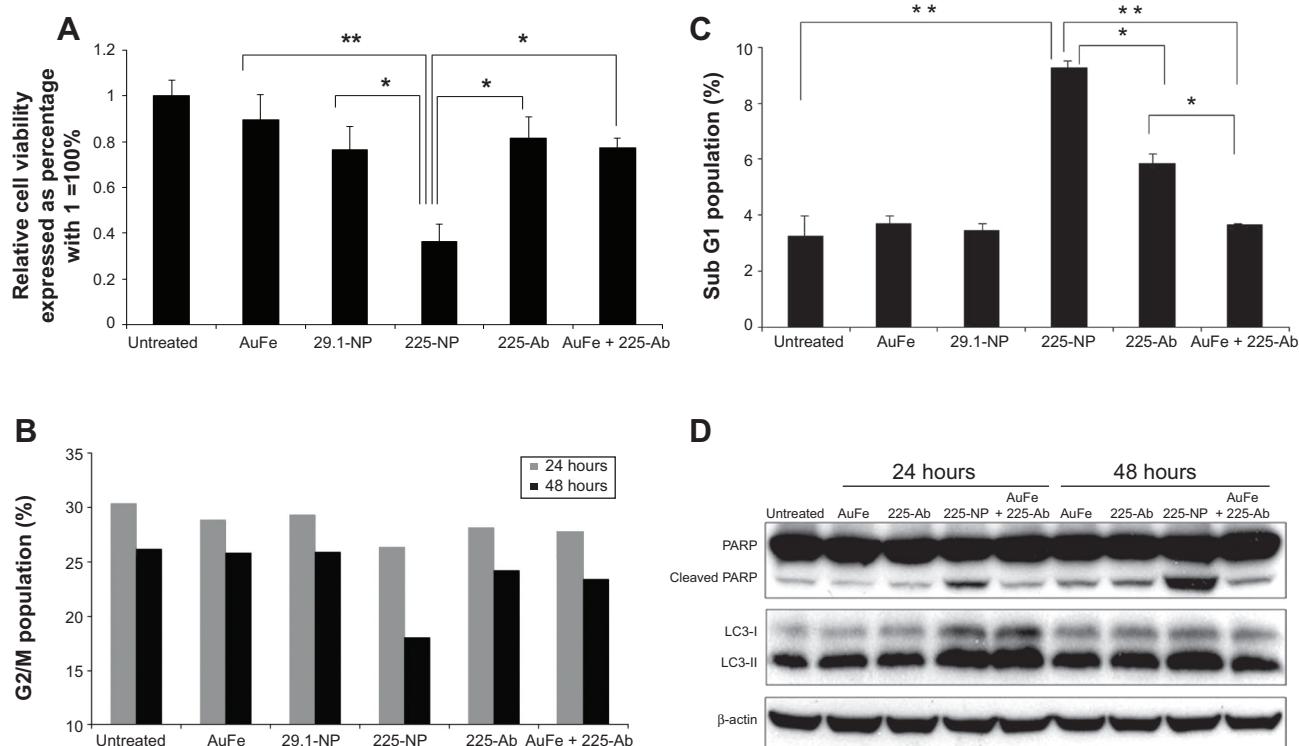 A
Relative cell viability
expressed as percentage
with 1 =100%
1.2
1
0.8
0.6
0.4
0.2
0
**
*
*
*
Untreated AuFe 29.1-NP 225-NP 225-Ab AuFe + 225-Ab
C
Sub G1 population (%)
10
8
6
4
2
0
**
**
*
*
Untreated AuFe 29.1-NP 225-NP 225-Ab AuFe + 225-Ab
B
G2/M population (%)
35
30
25
20
15
10
24 hours
48 hours
Untreated AuFe 29.1-NP 225-NP 225-Ab AuFe + 225-Ab
D
24 hours 48 hours
AuFe AuFe
Untreated AuFe 225-Ab 225-NP + 225-Ab AuFe 225-Ab 225-NP + 225-Ab
PARP
Cleaved PARP
LC3-I
LC3-II
β-actin